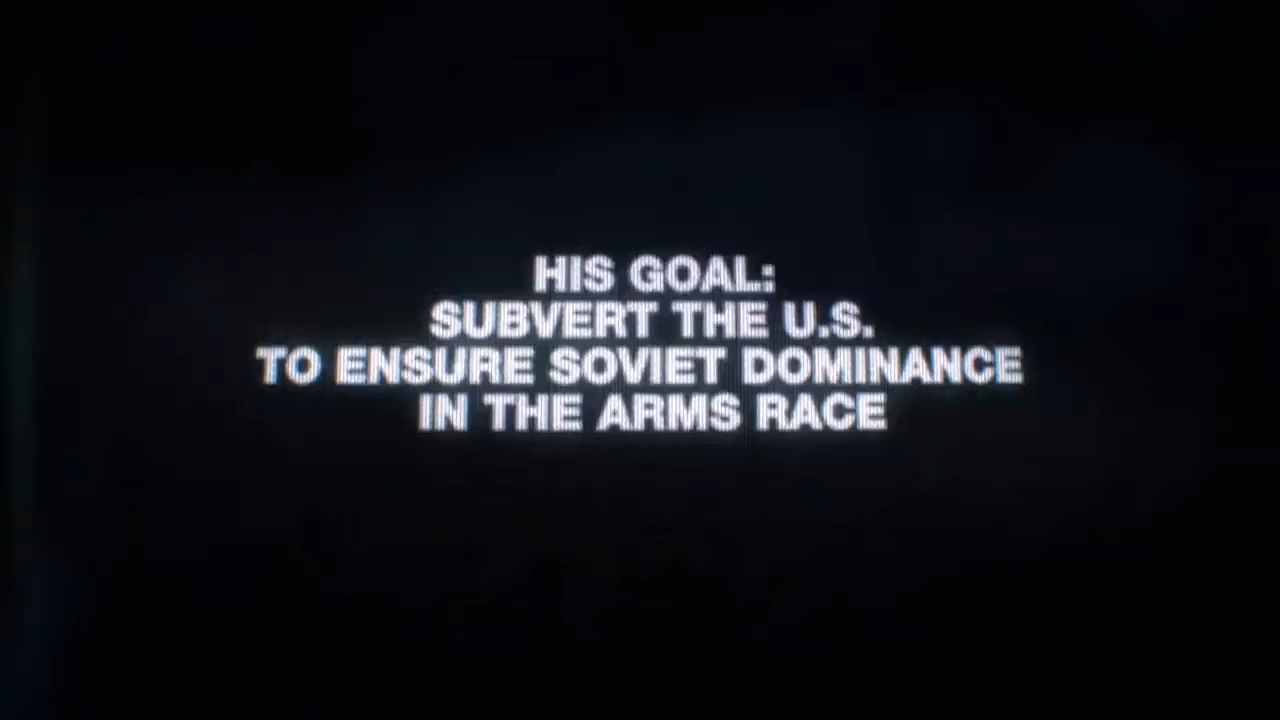 HIS GOAL:
SUBVERT THE U.S.
TO ENSURE SOVIET DOMINANCE
IN THE ARMS RACE